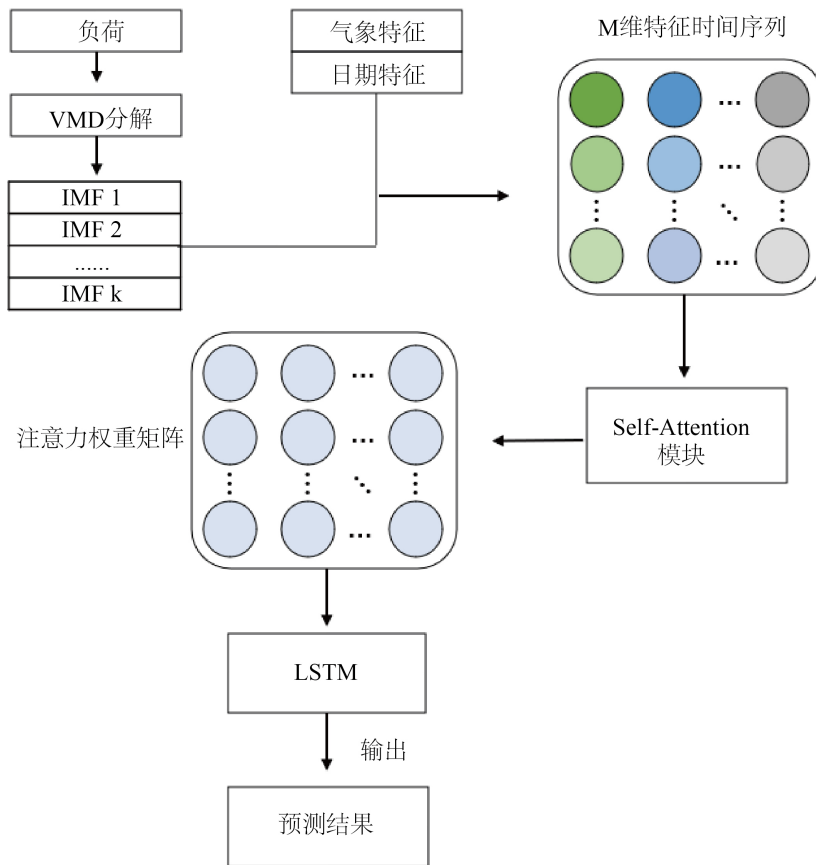 负荷
VMD分解
IMF 1
IMF 2
......
IMF k
气象特征
日期特征
M维特征时间序列
Self-Attention
模块
注意力权重矩阵
LSTM
输出
预测结果